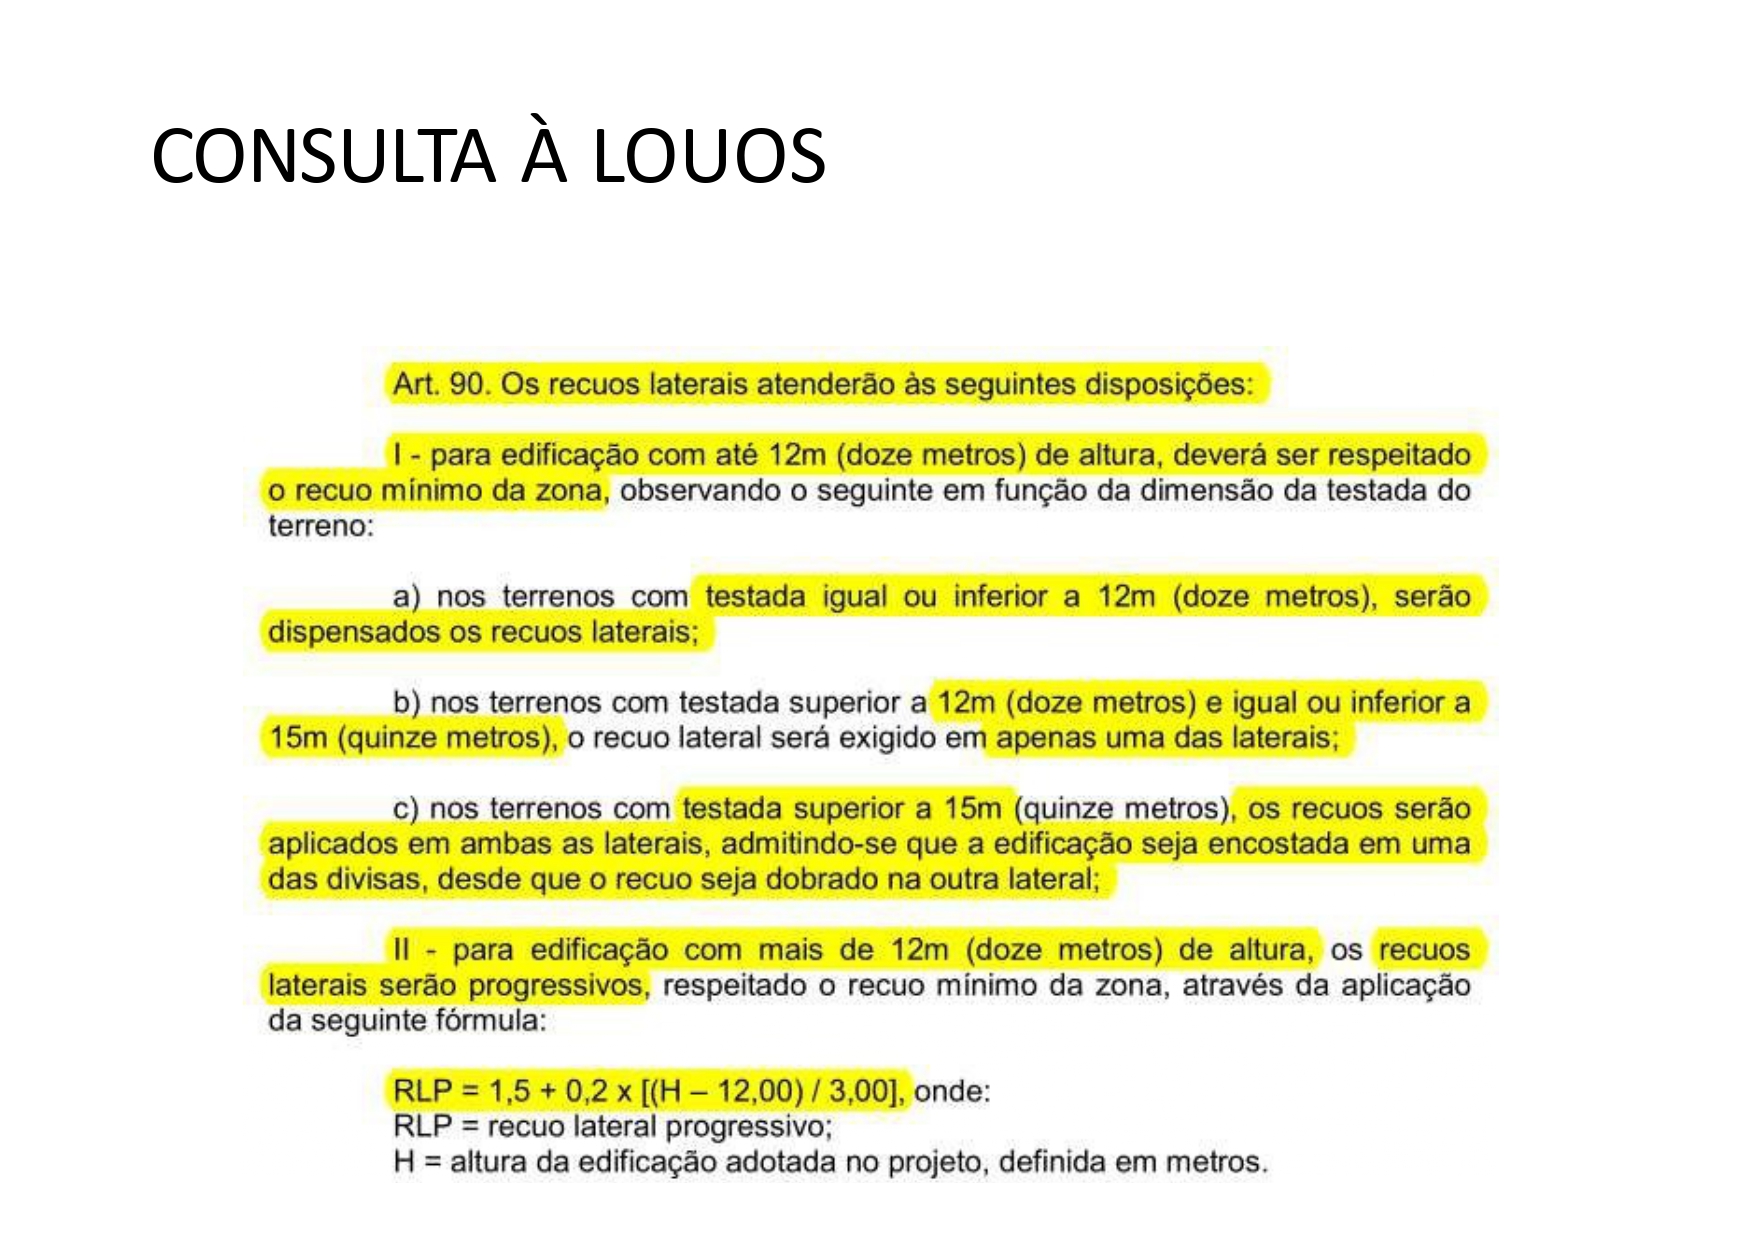 CONSULTA À LOUOS
Art. 90. Os recuos laterais atenderão às seguintes disposições:
I - para edificação com até 12m (doze metros) de altura, deverá ser respeitado
o recuo mínimo da zona, observando o seguinte em função da dimensão da testada do
terreno:
a) nos terrenos com testada igual ou inferior a 12m (doze metros), serão
dispensados os recuos laterais;
b) nos terrenos com testada superior a 12m (doze metros) e igual ou inferior a
15m (quinze metros), o recuo lateral será exigido em apenas uma das laterais;
c) nos terrenos com testada superior a 15m (quinze metros), os recuos serão
aplicados em ambas as laterais, admitindo-se que a edificação seja encostada em uma
das divisas, desde que o recuo seja dobrado na outra lateral;
II - para edificação com mais de 12m (doze metros) de altura, os recuos
laterais serão progressivos, respeitado o recuo mínimo da zona, através da aplicação
da seguinte fórmula:
RLP = 1,5 + 0,2 x [(H – 12,00) / 3,00], onde:
RLP = recuo lateral progressivo;
H = altura da edificação adotada no projeto, definida em metros.